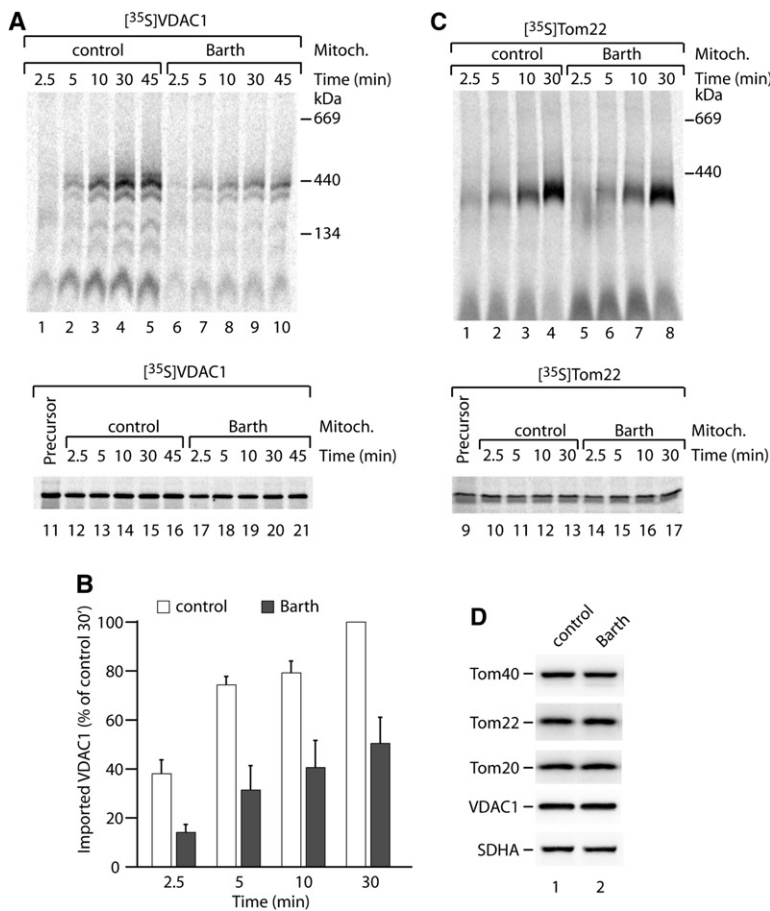 A
[³⁵S]VDAC1
control Barth Mitoch.
2.5 5 10 30 45 2.5 5 10 30 45 Time (min)
kDa
669
440
134
1 2 3 4 5 6 7 8 9 10
[³⁵S]VDAC1
Precursor
control Barth Mitoch.
2.5 5 10 30 45 2.5 5 10 30 45 Time (min)
11 12 13 14 15 16 17 18 19 20 21
B
control Barth
Imported VDAC1 (% of control 30')
100
80
60
40
20
0
2.5 5 10 30
Time (min)
C
[³⁵S]Tom22
control Barth Mitoch.
2.5 5 10 30 2.5 5 10 30 Time (min)
kDa
669
440
1 2 3 4 5 6 7 8
[³⁵S]Tom22
Precursor
control Barth Mitoch.
2.5 5 10 30 2.5 5 10 30 Time (min)
9 10 11 12 13 14 15 16 17
D
control Barth
Tom40
Tom22
Tom20
VDAC1
SDHA
1 2